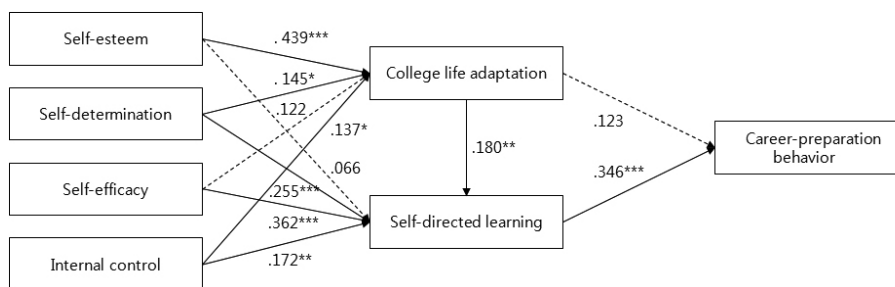 Self-esteem
. 439***
College life adaptation
. 145*
Self-determination
.122
.137*
.123
Career-preparation
behavior
.180**
.066
.346***
Self-efficacy
.255***
.362***
Self-directed learning
Internal control
.172**